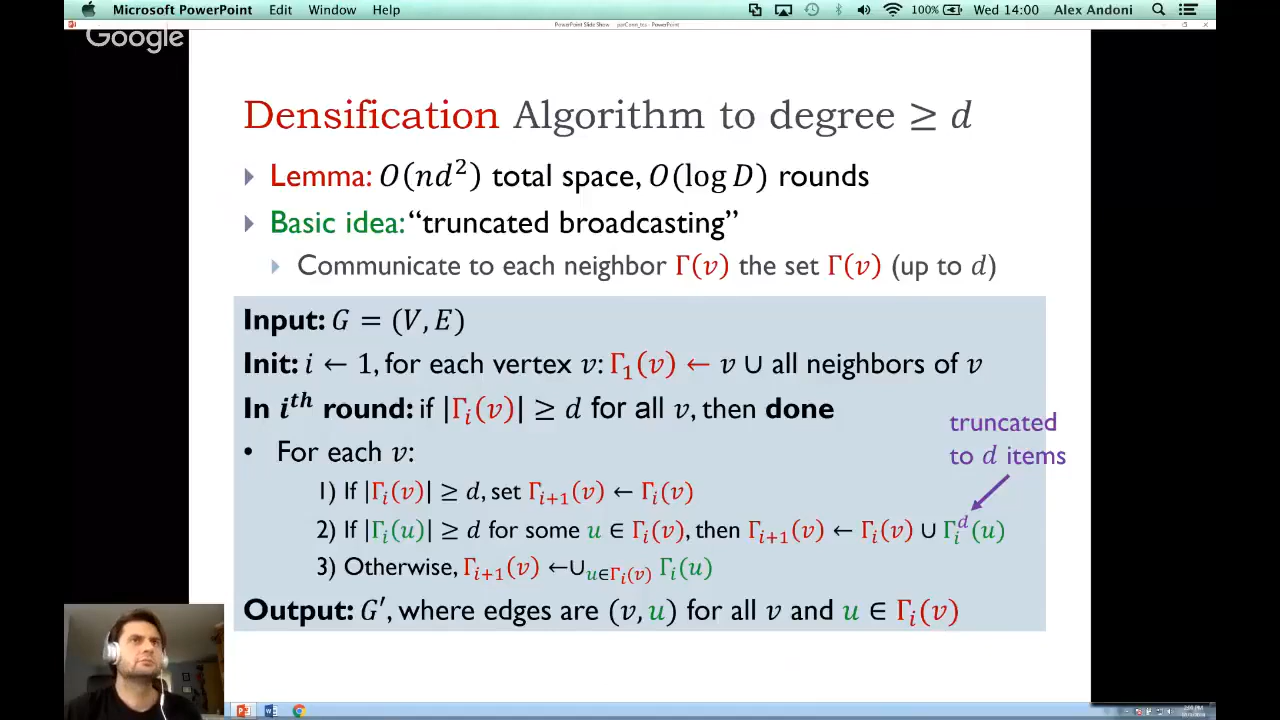 Microsoft PowerPoint Edit Window Help 100% Wed 14:00 Alex Andoni
Google
Densification Algorithm to degree ≥ d
Lemma: O(nd²) total space, O(log D) rounds
Basic idea: “truncated broadcasting”
Communicate to each neighbor Γ(v) the set Γ(v) (up to d)
Input: G = (V, E)
Init: i ← 1, for each vertex v: Γ₁(v) ← v ∪ all neighbors of v
In iᵗʰ round: if |Γᵢ(v)| ≥ d for all v, then done
truncated
to d items
• For each v:
1) If |Γᵢ(v)| ≥ d, set Γᵢ₊₁(v) ← Γᵢ(v)
2) If |Γᵢ(u)| ≥ d for some u ∈ Γᵢ(v), then Γᵢ₊₁(v) ← Γᵢ(v) ∪ Γᵢᵈ(u)
3) Otherwise, Γᵢ₊₁(v) ←∪_{u∈Γᵢ(v)} Γᵢ(u)
Output: G′, where edges are (v, u) for all v and u ∈ Γᵢ(v)